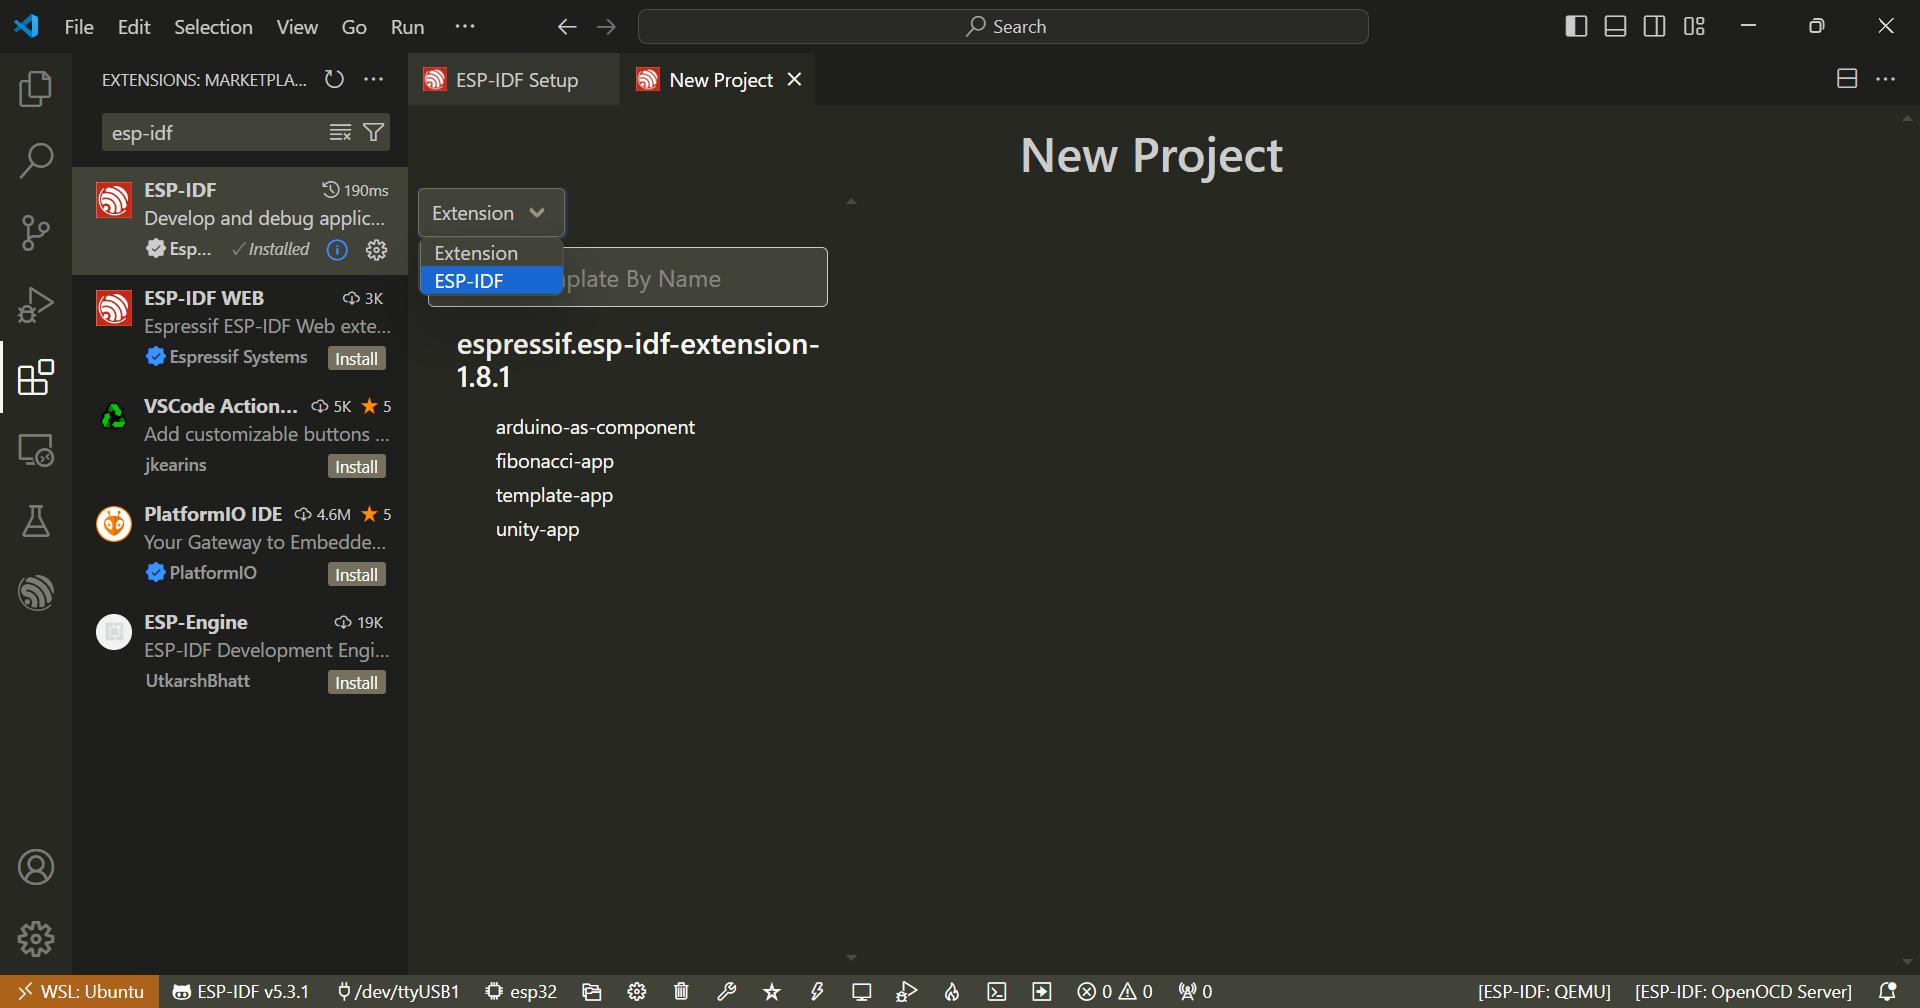 File Edit Selection View Go Run ··· Search
EXTENSIONS: MARKETPLA... ···
ESP-IDF Setup
New Project
···
esp-idf
ESP-IDF 190ms
Develop and debug applic...
Esp... ✓Installed
ESP-IDF WEB 3K
Espressif ESP-IDF Web exte...
Espressif Systems Install
VSCode Action... 5K 5
Add customizable buttons ...
jkearins Install
PlatformIO IDE 4.6M 5
Your Gateway to Embedde...
PlatformIO Install
ESP-Engine 19K
ESP-IDF Development Engi...
UtkarshBhatt Install
New Project
Extension
Extension
ESP-IDF
plate By Name
espressif.esp-idf-extension-
1.8.1
arduino-as-component
fibonacci-app
template-app
unity-app
WSL: Ubuntu ESP-IDF v5.3.1 /dev/ttyUSB1 esp32 0 0 0 [ESP-IDF: QEMU] [ESP-IDF: OpenOCD Server]